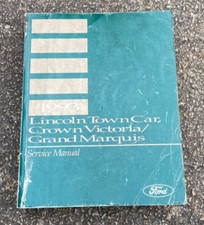 1993
Lincoln Town Car,
Crown Victoria/
Grand Marquis
Service Manual
Ford